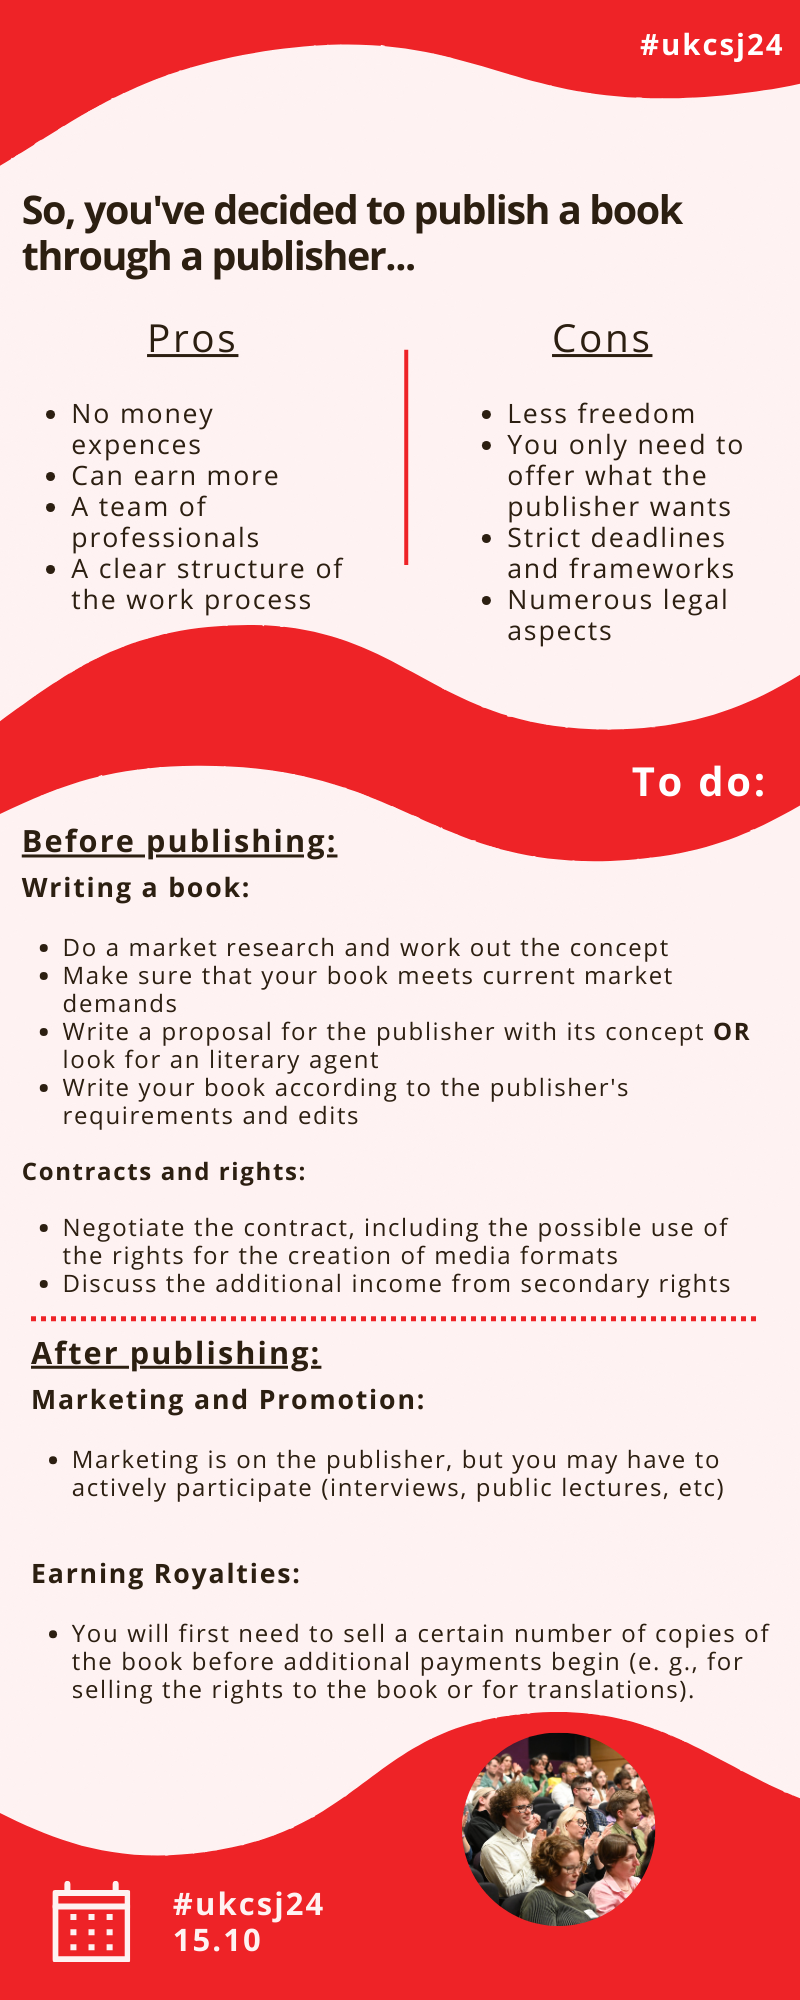 #ukcsj24
So, you've decided to publish a book
through a publisher...
Pros
No money
expences
Can earn more
A team of
professionals
A clear structure of
the work process
Cons
Less freedom
You only need to
offer what the
publisher wants
Strict deadlines
and frameworks
Numerous legal
aspects
To do:
Before publishing:
Writing a book:
Do a market research and work out the concept
Make sure that your book meets current market
demands
Write a proposal for the publisher with its concept OR
look for an literary agent
Write your book according to the publisher's
requirements and edits
Contracts and rights:
Negotiate the contract, including the possible use of
the rights for the creation of media formats
Discuss the additional income from secondary rights
After publishing:
Marketing and Promotion:
Marketing is on the publisher, but you may have to
actively participate (interviews, public lectures, etc)
Earning Royalties:
You will first need to sell a certain number of copies of
the book before additional payments begin (e. g., for
selling the rights to the book or for translations).
#ukcsj24
15.10